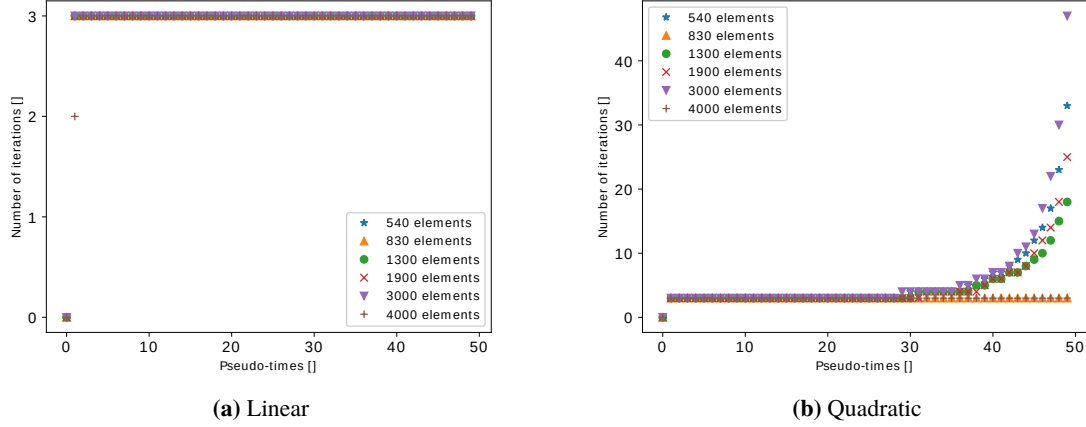 3
2
1
0
Number of iterations []
0
10
20
30
40
50
Pseudo-times []
540 elements
830 elements
1300 elements
1900 elements
3000 elements
4000 elements
(a) Linear
40
30
20
10
0
Number of iterations []
0
10
20
30
40
50
Pseudo-times []
540 elements
830 elements
1300 elements
1900 elements
3000 elements
4000 elements
(b) Quadratic